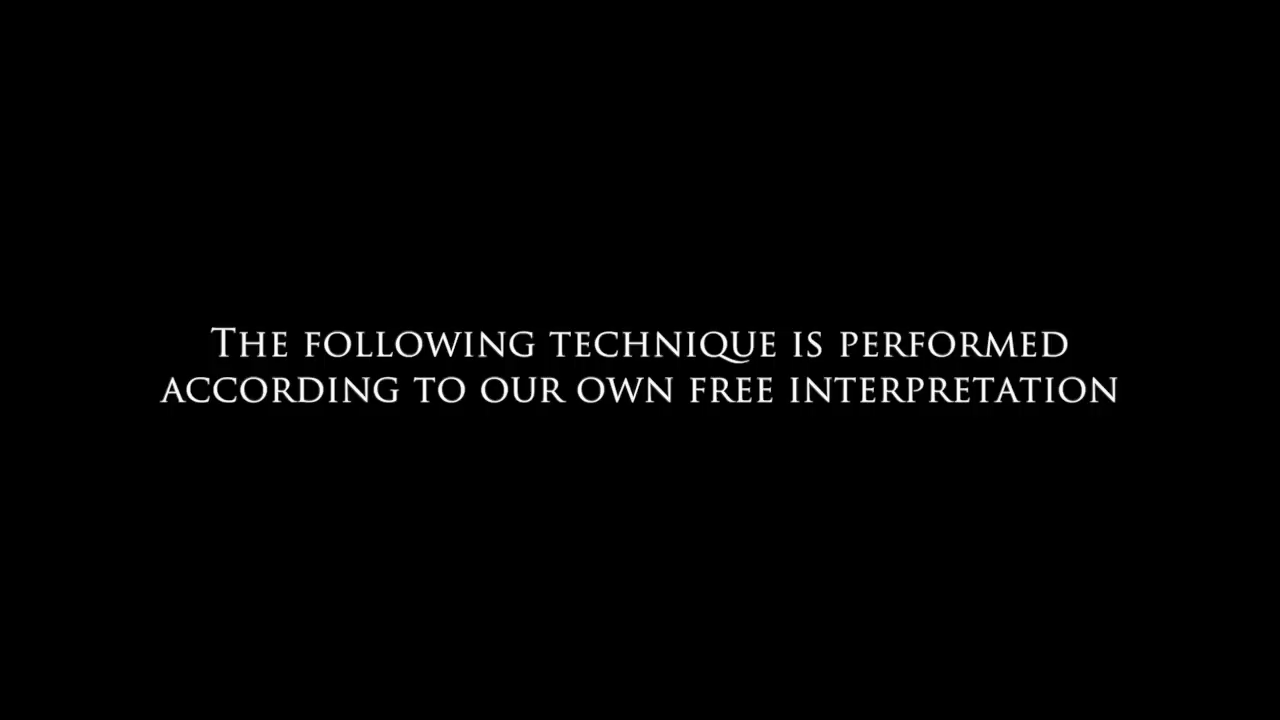 The following technique is performed
according to our own free interpretation